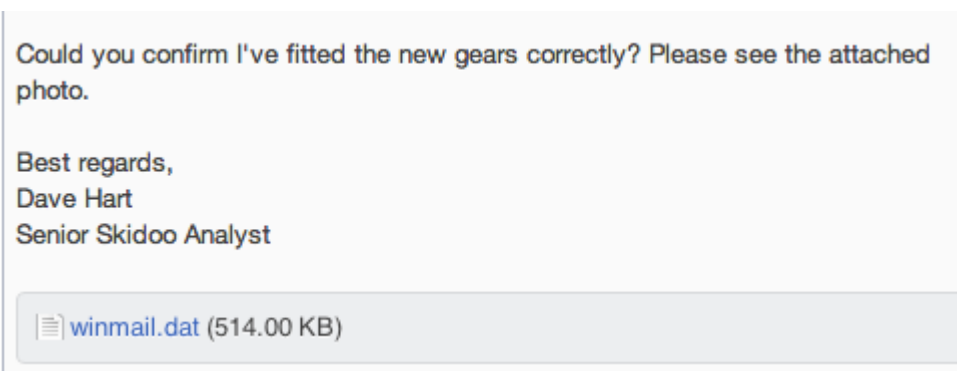 Could you confirm I've fitted the new gears correctly? Please see the attached
photo.
Best regards,
Dave Hart
Senior Skidoo Analyst
winmail.dat (514.00 KB)